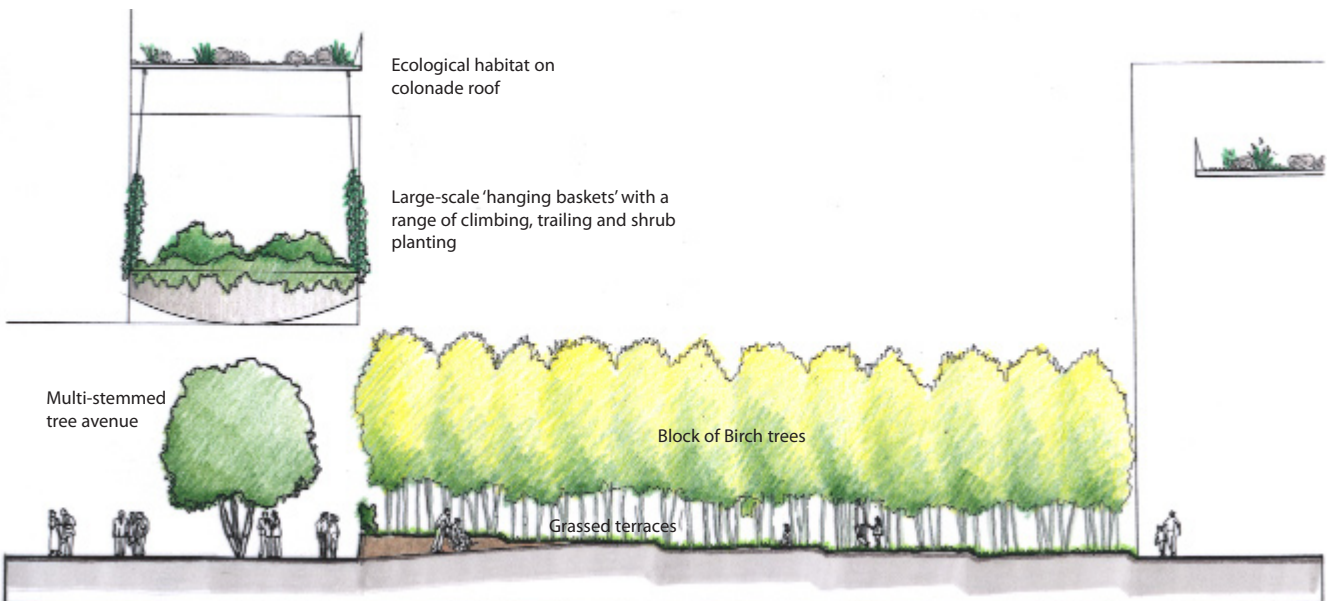 Ecological habitat on
colonade roof
Large-scale 'hanging baskets' with a
range of climbing, trailing and shrub
planting
Multi-stemmed
tree avenue
Block of Birch trees
Grassed terraces